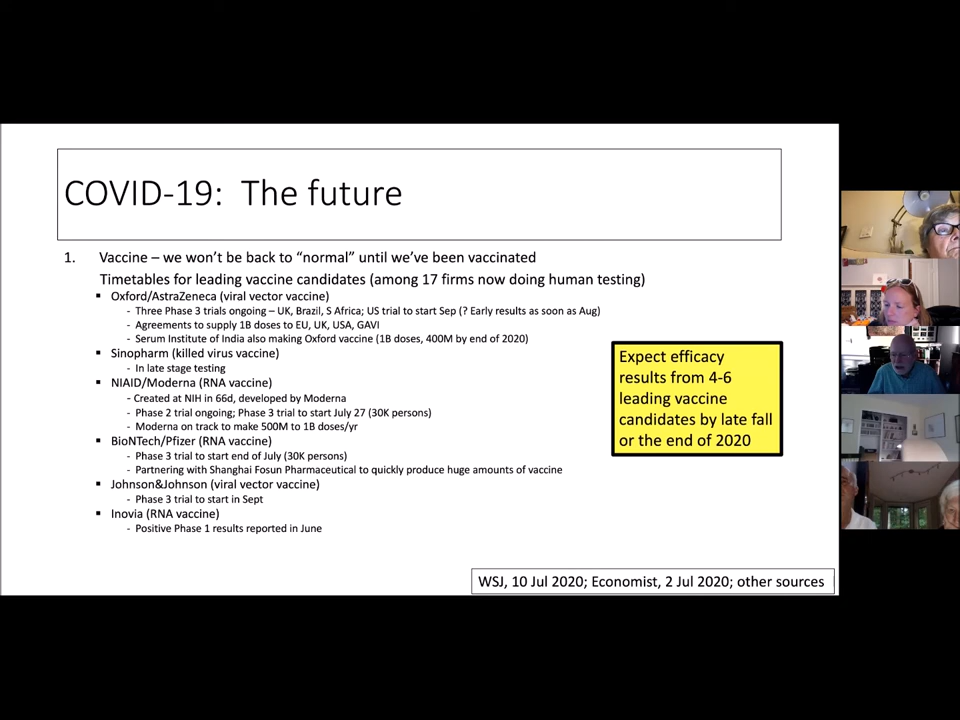 COVID-19: The future
1. Vaccine – we won't be back to "normal" until we've been vaccinated
Timetables for leading vaccine candidates (among 17 firms now doing human testing)
▪ Oxford/AstraZeneca (viral vector vaccine)
- Three Phase 3 trials ongoing – UK, Brazil, S Africa; US trial to start Sep (? Early results as soon as Aug)
- Agreements to supply 1B doses to EU, UK, USA, GAVI
- Serum Institute of India also making Oxford vaccine (1B doses, 400M by end of 2020)
▪ Sinopharm (killed virus vaccine)
- In late stage testing
▪ NIAID/Moderna (RNA vaccine)
- Created at NIH in 66d, developed by Moderna
- Phase 2 trial ongoing; Phase 3 trial to start July 27 (30K persons)
- Moderna on track to make 500M to 1B doses/yr
▪ BioNTech/Pfizer (RNA vaccine)
- Phase 3 trial to start end of July (30K persons)
- Partnering with Shanghai Fosun Pharmaceutical to quickly produce huge amounts of vaccine
▪ Johnson&Johnson (viral vector vaccine)
- Phase 3 trial to start in Sept
▪ Inovia (RNA vaccine)
- Positive Phase 1 results reported in June
Expect efficacy
results from 4-6
leading vaccine
candidates by late fall
or the end of 2020
WSJ, 10 Jul 2020; Economist, 2 Jul 2020; other sources